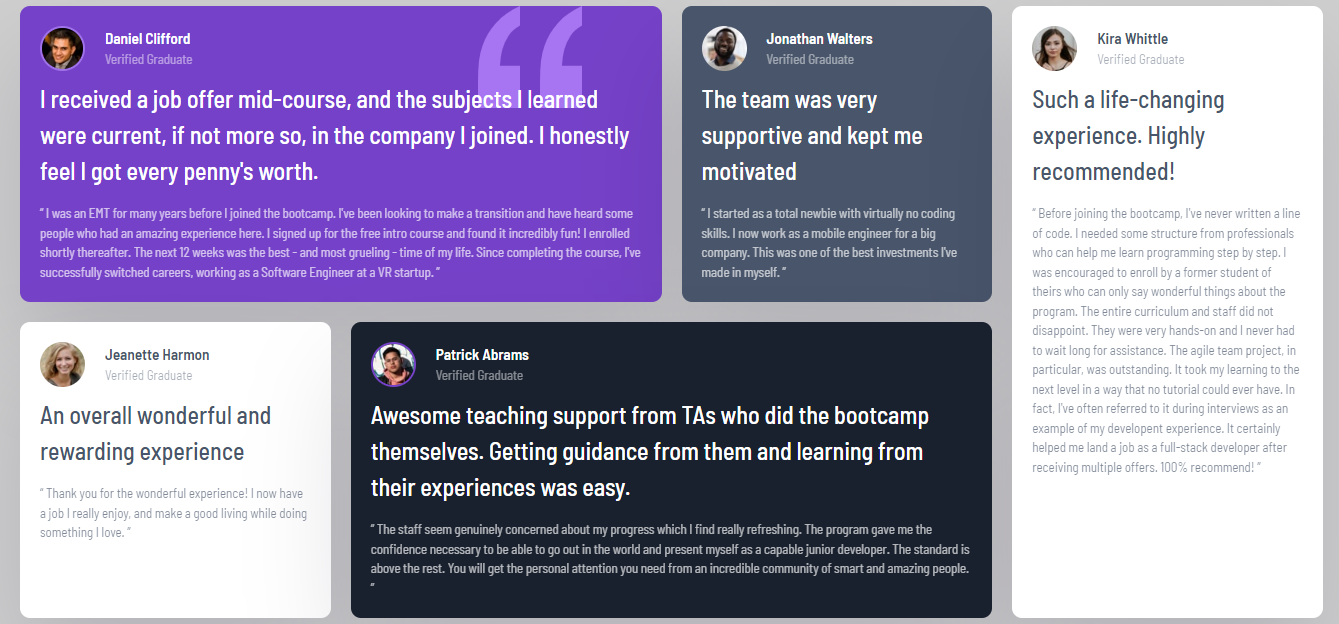 Daniel Clifford
Verified Graduate
I received a job offer mid-course, and the subjects I learned
were current, if not more so, in the company I joined. I honestly
feel I got every penny's worth.
“ I was an EMT for many years before I joined the bootcamp. I've been looking to make a transition and have heard some
people who had an amazing experience here. I signed up for the free intro course and found it incredibly fun! I enrolled
shortly thereafter. The next 12 weeks was the best - and most grueling - time of my life. Since completing the course, I've
successfully switched careers, working as a Software Engineer at a VR startup. ”
Jonathan Walters
Verified Graduate
The team was very
supportive and kept me
motivated
“ I started as a total newbie with virtually no coding
skills. I now work as a mobile engineer for a big
company. This was one of the best investments I've
made in myself. ”
Kira Whittle
Verified Graduate
Such a life-changing
experience. Highly
recommended!
“ Before joining the bootcamp, I've never written a line
of code. I needed some structure from professionals
who can help me learn programming step by step. I
was encouraged to enroll by a former student of
theirs who can only say wonderful things about the
program. The entire curriculum and staff did not
disappoint. They were very hands-on and I never had
to wait long for assistance. The agile team project, in
particular, was outstanding. It took my learning to the
next level in a way that no tutorial could ever have. In
fact, I've often referred to it during interviews as an
example of my developent experience. It certainly
helped me land a job as a full-stack developer after
receiving multiple offers. 100% recommend! ”
Jeanette Harmon
Verified Graduate
An overall wonderful and
rewarding experience
“ Thank you for the wonderful experience! I now have
a job I really enjoy, and make a good living while doing
something I love. ”
Patrick Abrams
Verified Graduate
Awesome teaching support from TAs who did the bootcamp
themselves. Getting guidance from them and learning from
their experiences was easy.
“ The staff seem genuinely concerned about my progress which I find really refreshing. The program gave me the
confidence necessary to be able to go out in the world and present myself as a capable junior developer. The standard is
above the rest. You will get the personal attention you need from an incredible community of smart and amazing people.
”